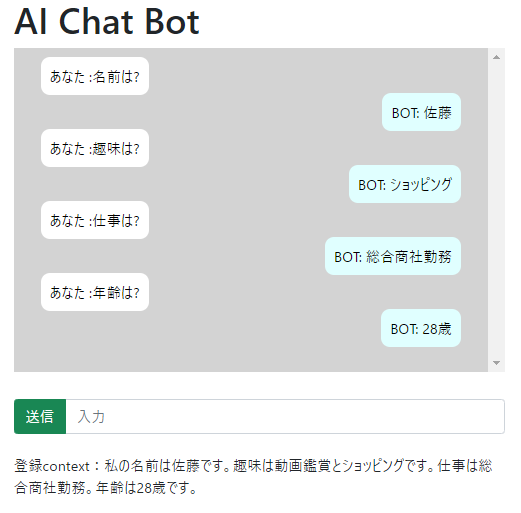 AI Chat Bot
あなた :名前は?
BOT: 佐藤
あなた :趣味は?
BOT: ショッピング
あなた :仕事は?
BOT: 総合商社勤務
あなた :年齢は?
BOT: 28歳
送信 入力
登録context：私の名前は佐藤です。趣味は動画鑑賞とショッピングです。仕事は総
合商社勤務。年齢は28歳です。